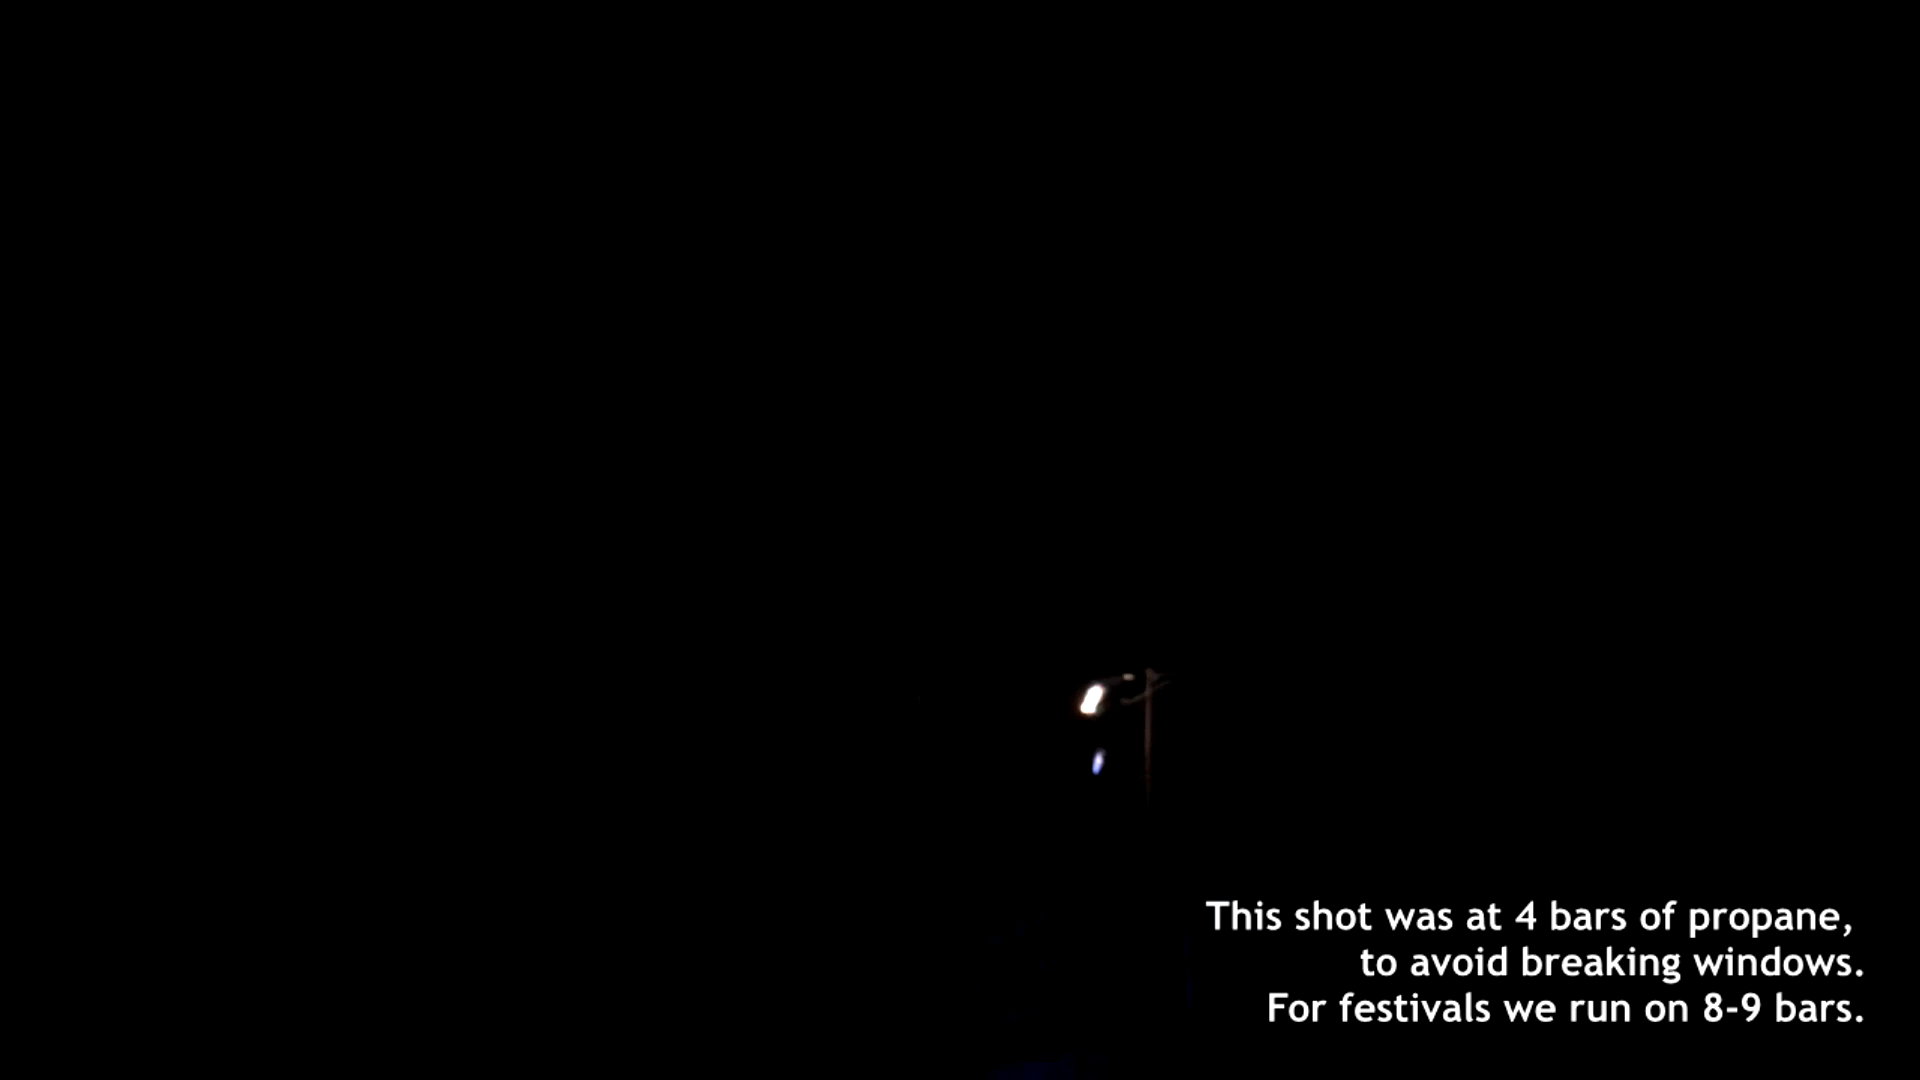 This shot was at 4 bars of propane,
to avoid breaking windows.
For festivals we run on 8-9 bars.